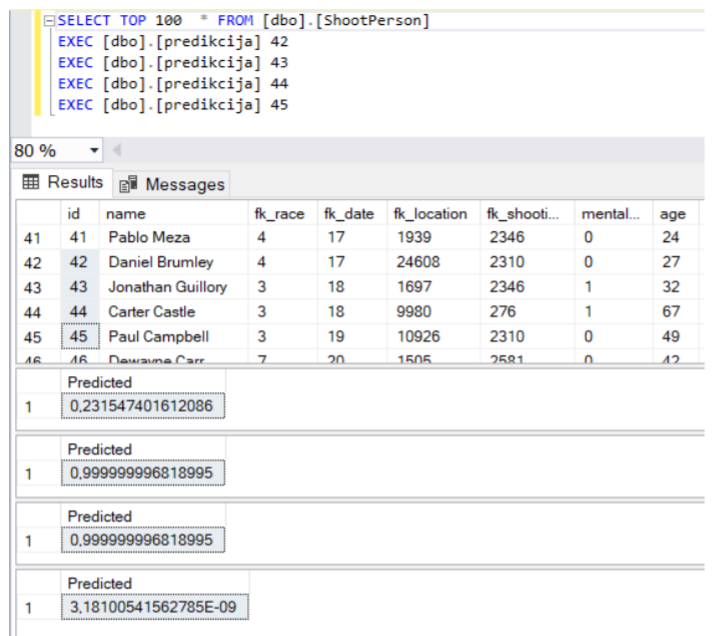 SELECT TOP 100 * FROM [dbo].[ShootPerson]
EXEC [dbo].[predikcija] 42
EXEC [dbo].[predikcija] 43
EXEC [dbo].[predikcija] 44
EXEC [dbo].[predikcija] 45
80 %
Results Messages
id name fk_race fk_date fk_location fk_shooti... mental... age
41 41 Pablo Meza 4 17 1939 2346 0 24
42 42 Daniel Brumley 4 17 24608 2310 0 27
43 43 Jonathan Guillory 3 18 1697 2346 1 32
44 44 Carter Castle 3 18 9980 276 1 67
45 45 Paul Campbell 3 19 10926 2310 0 49
46 46 Dewayne Carr 7 20 1505 2581 0 42
Predicted
1 0,231547401612086
Predicted
1 0,999999996818995
Predicted
1 0,999999996818995
Predicted
1 3,18100541562785E-09